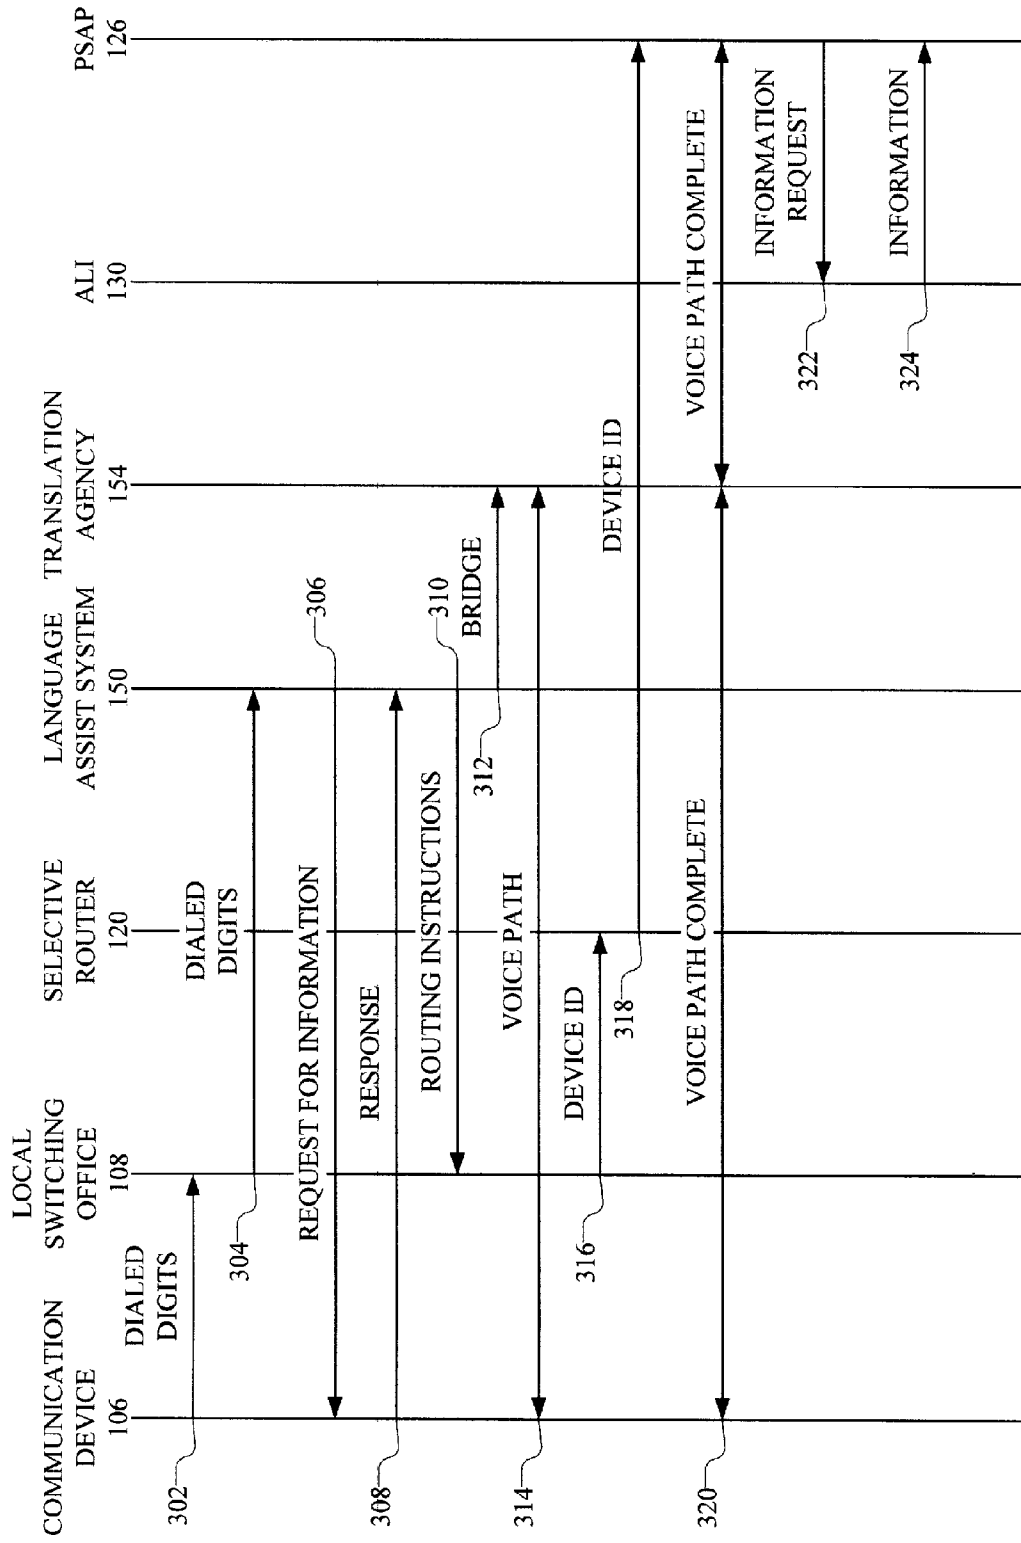 COMMUNICATION
DEVICE
106
LOCAL
SWITCHING
OFFICE
108
SELECTIVE
ROUTER
120
LANGUAGE
ASSIST SYSTEM
150
TRANSLATION
AGENCY
154
ALI
130
PSAP
126
302
DIALED
DIGITS
304
DIALED
DIGITS
REQUEST FOR INFORMATION
306
308
RESPONSE
ROUTING INSTRUCTIONS
310
312
BRIDGE
314
VOICE PATH
316
DEVICE ID
318
DEVICE ID
320
VOICE PATH COMPLETE
VOICE PATH COMPLETE
322
INFORMATION
REQUEST
324
INFORMATION